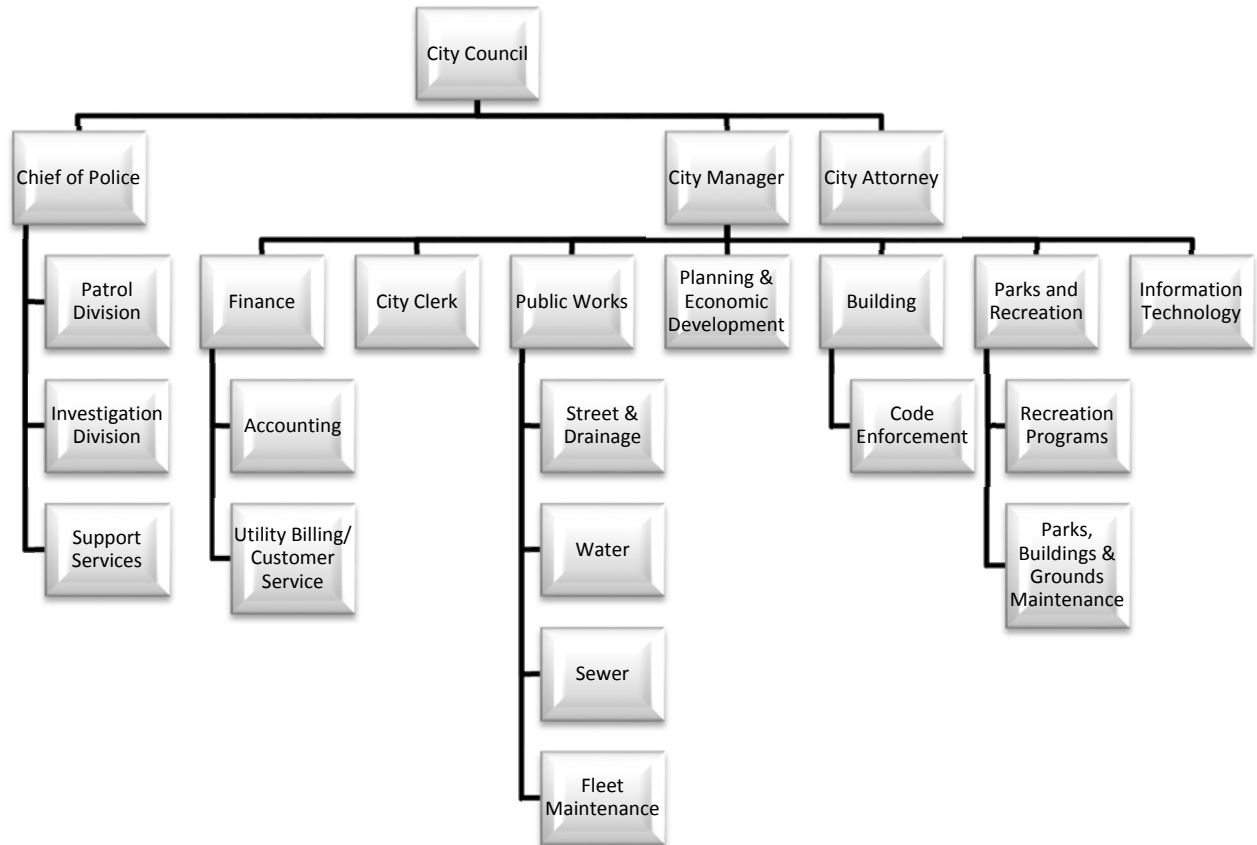 City Council
Chief of Police
City Manager
City Attorney
Patrol
Division
Investigation
Division
Support
Services
Finance
Accounting
Utility Billing/
Customer
Service
City Clerk
Public Works
Street &
Drainage
Water
Sewer
Fleet
Maintenance
Planning &
Economic
Development
Building
Code
Enforcement
Parks and
Recreation
Recreation
Programs
Parks,
Buildings &
Grounds
Maintenance
Information
Technology